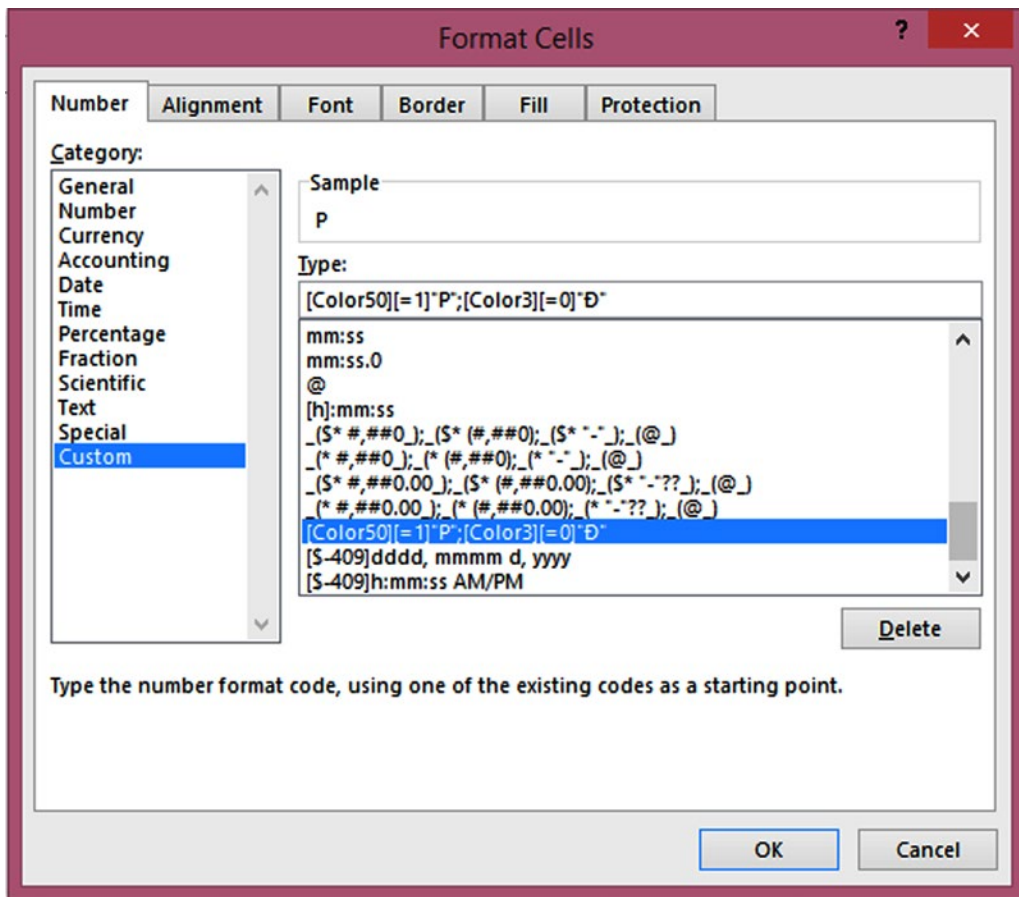 Format Cells
?
×
Number
Alignment
Font
Border
Fill
Protection
Category:
General
Number
Currency
Accounting
Date
Time
Percentage
Fraction
Scientific
Text
Special
Custom
Sample
P
Type:
[Color50][=1]"P";[Color3][=0]"Đ"
mm:ss
mm:ss.0
@
[h]:mm:ss
_($* #,##0_);_($* (#,##0);_($* "-"_);_(@_)
_(* #,##0_);_(* (#,##0);_(* "-"_);_(@_)
_($* #,##0.00_);_($* (#,##0.00);_($* "-"??_);_(@_)
_(* #,##0.00_);_(* (#,##0.00);_(* "-"??_);_(@_)
[Color50][=1]"P";[Color3][=0]"Đ"
[$-409]dddd, mmmm d, yyyy
[$-409]h:mm:ss AM/PM
Delete
Type the number format code, using one of the existing codes as a starting point.
OK
Cancel